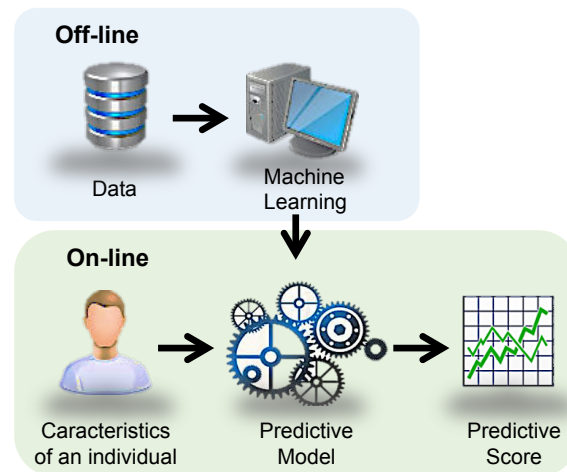 Off-line
Data
Machine
Learning
On-line
Caracteristics
of an individual
Predictive
Model
Predictive
Score